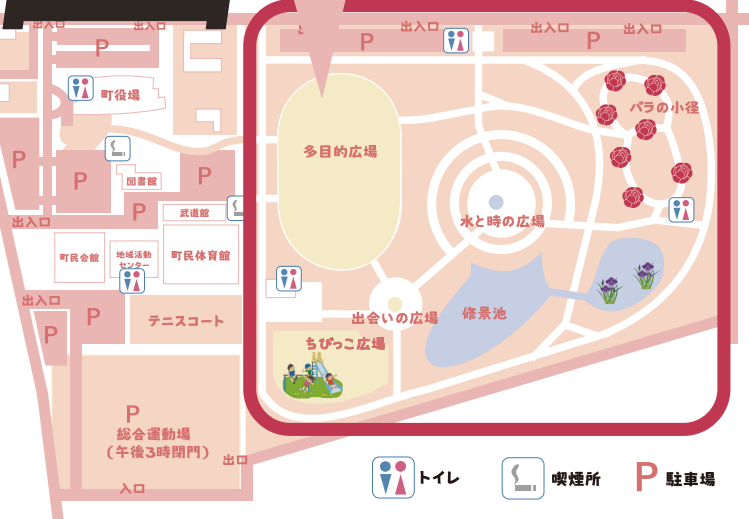 出入口
出入口
出入口
出入口
出入口
P
P
P
町役場
バラの小径
多目的広場
P
P
図書館
P
P
武道館
水と時の広場
出入口
町民会館
地域活動
センター
町民体育館
出入口
P
P
テニスコート
出会いの広場
修景池
ちびっこ広場
P
総合運動場
(午後3時閉門)
出口
入口
トイレ
喫煙所
P
駐車場